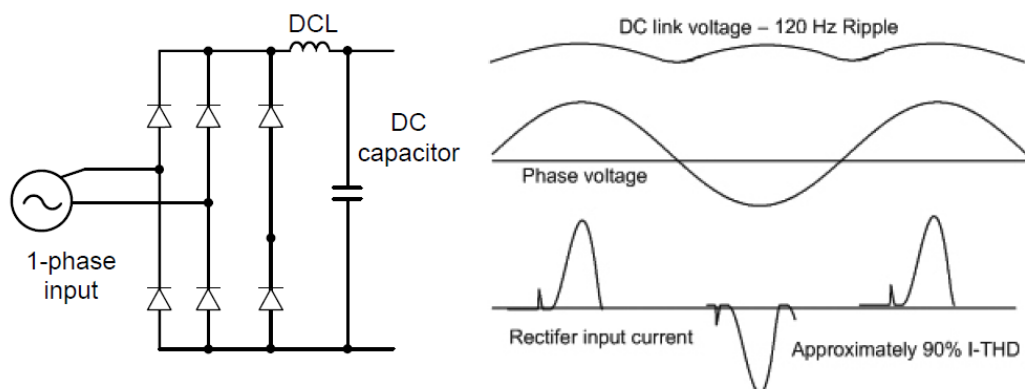 DCL
DC
capacitor
1-phase
input
DC link voltage – 120 Hz Ripple
Phase voltage
Rectifer input current
Approximately 90% I-THD